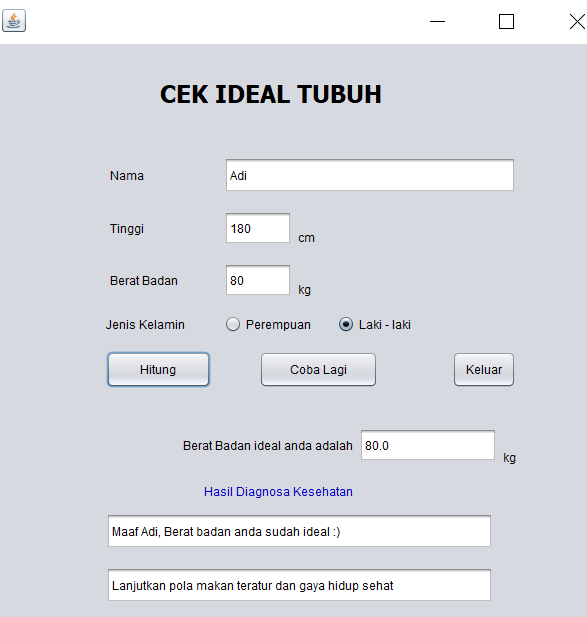 CEK IDEAL TUBUH
Nama Adi
Tinggi 180 cm
Berat Badan 80 kg
Jenis Kelamin Perempuan Laki - laki
Hitung Coba Lagi Keluar
Berat Badan ideal anda adalah 80.0 kg
Hasil Diagnosa Kesehatan
Maaf Adi, Berat badan anda sudah ideal :)
Lanjutkan pola makan teratur dan gaya hidup sehat